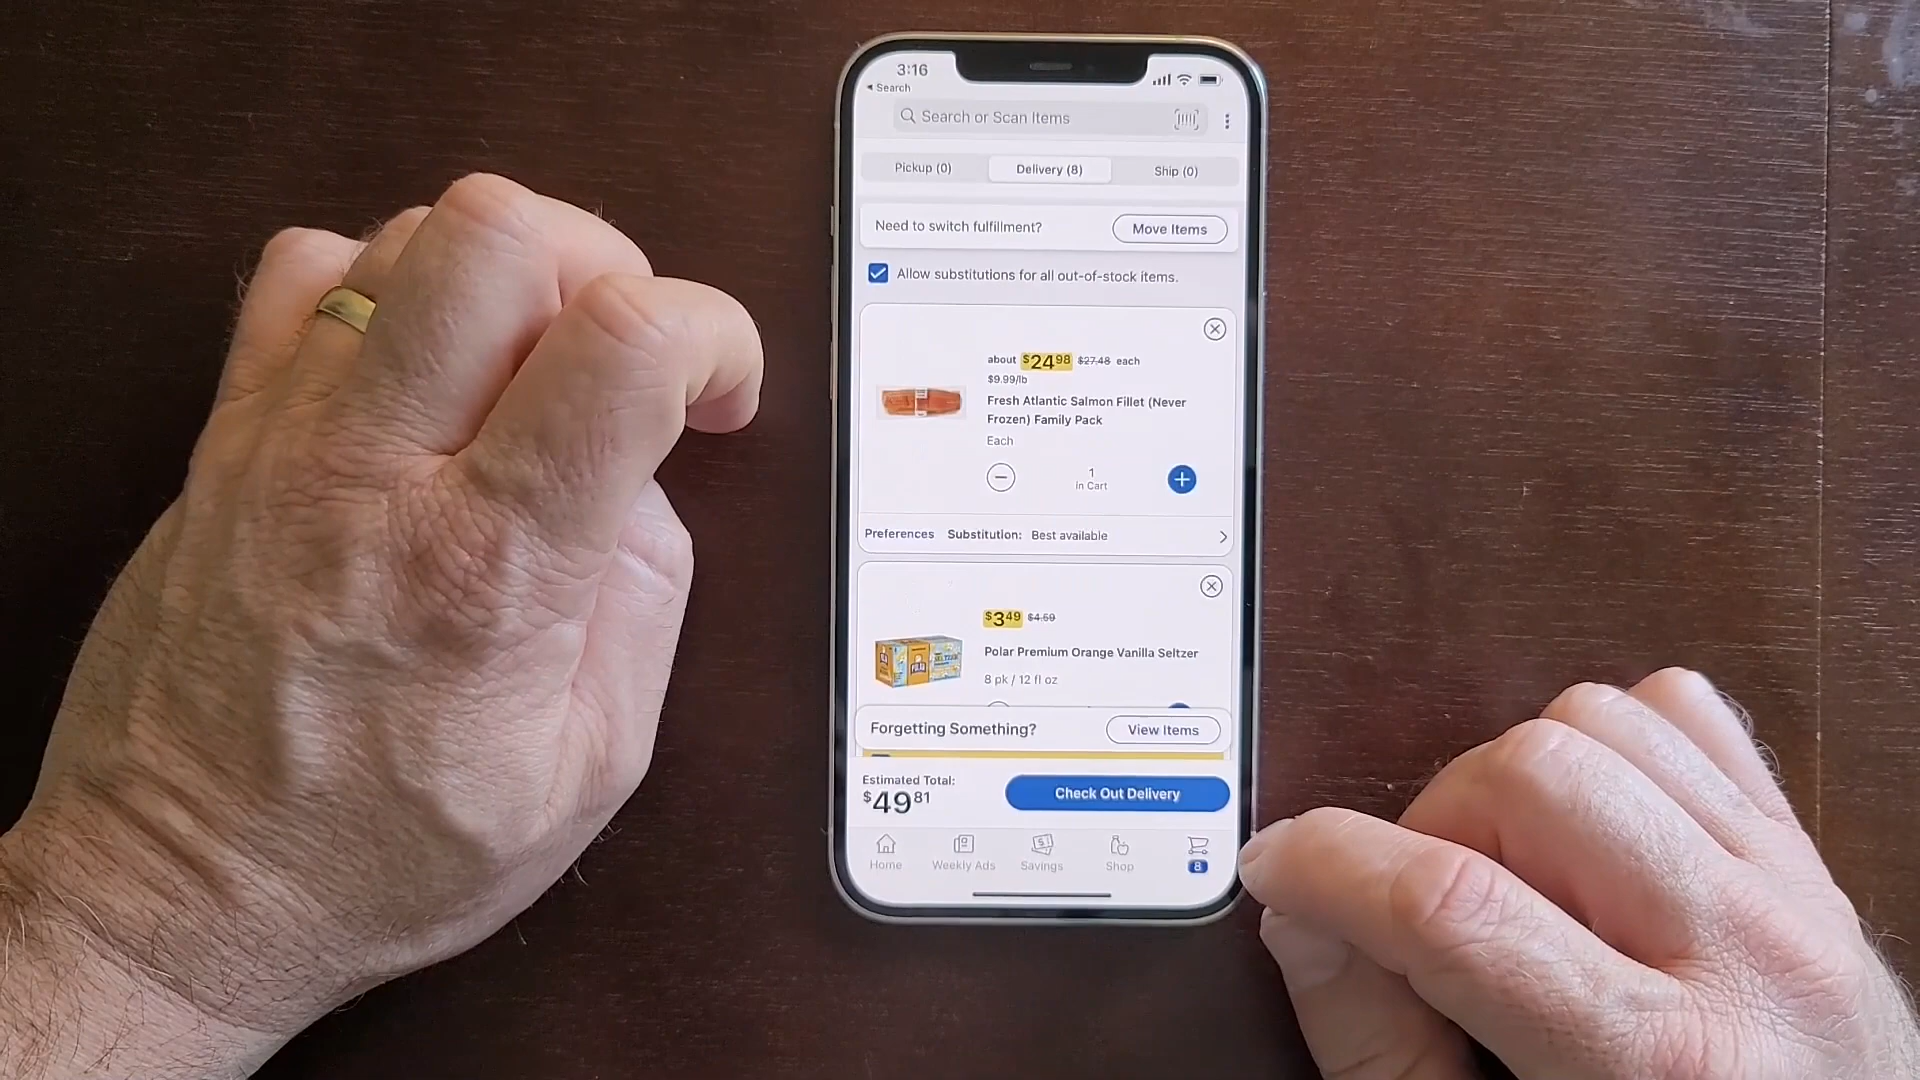 3:16
Search
Search or Scan Items
Pickup (0) Delivery (8) Ship (0)
Need to switch fulfillment? Move Items
Allow substitutions for all out-of-stock items.
about $24 98 $27.48 each
$9.99/lb
Fresh Atlantic Salmon Fillet (Never
Frozen) Family Pack
Each
1
In Cart
Preferences Substitution: Best available
$3 49 $4.59
Polar Premium Orange Vanilla Seltzer
8 pk / 12 fl oz
POLAR
SELTZER
Forgetting Something? View Items
Estimated Total:
$49 81
Check Out Delivery
Home Weekly Ads Savings Shop 8